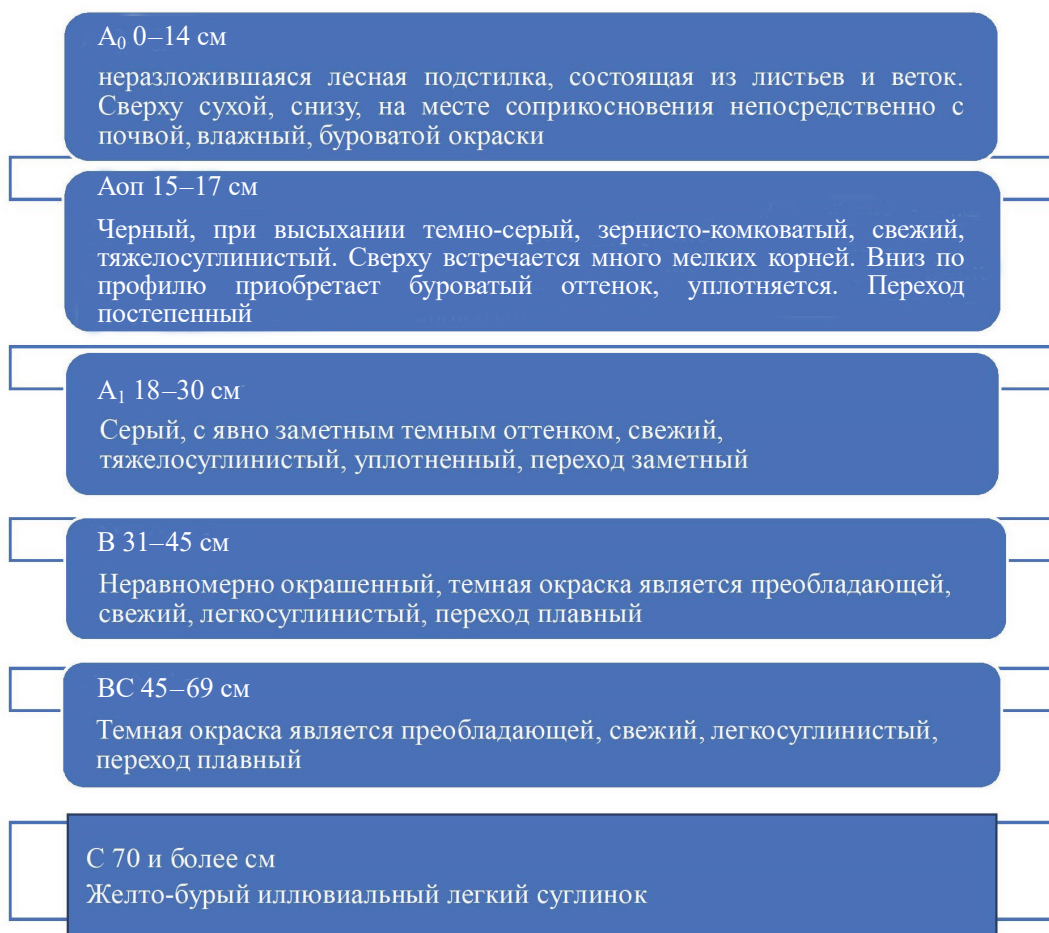 А₀ 0–14 см
неразложившаяся лесная подстилка, состоящая из листьев и веток.
Сверху сухой, снизу, на месте соприкосновения непосредственно с
почвой, влажный, буроватой окраски
Аоп 15–17 см
Черный, при высыхании темно-серый, зернисто-комковатый, свежий,
тяжелосуглинистый. Сверху встречается много мелких корней. Вниз по
профилю приобретает буроватый оттенок, уплотняется. Переход
постепенный
А₁ 18–30 см
Серый, с явно заметным темным оттенком, свежий,
тяжелосуглинистый, уплотненный, переход заметный
В 31–45 см
Неравномерно окрашенный, темная окраска является преобладающей,
свежий, легкосуглинистый, переход плавный
ВС 45–69 см
Темная окраска является преобладающей, свежий, легкосуглинистый,
переход плавный
С 70 и более см
Желто-бурый иллювиальный легкий суглинок